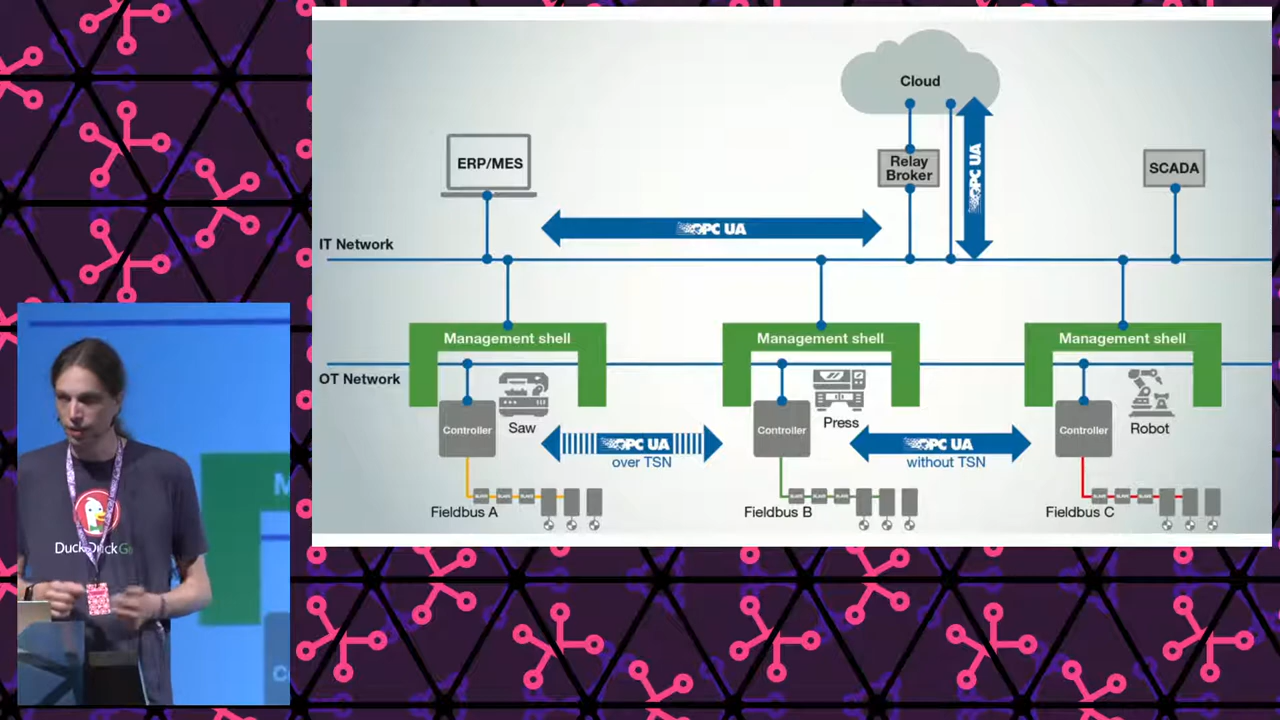 Cloud
ERP/MES
Relay
Broker
OPC UA
SCADA
OPC UA
IT Network
Management shell
Management shell
Management shell
OT Network
Controller
Saw
Controller
Press
Controller
Robot
OPC UA
over TSN
OPC UA
without TSN
Fieldbus A
Fieldbus B
Fieldbus C
DuckDuckGo